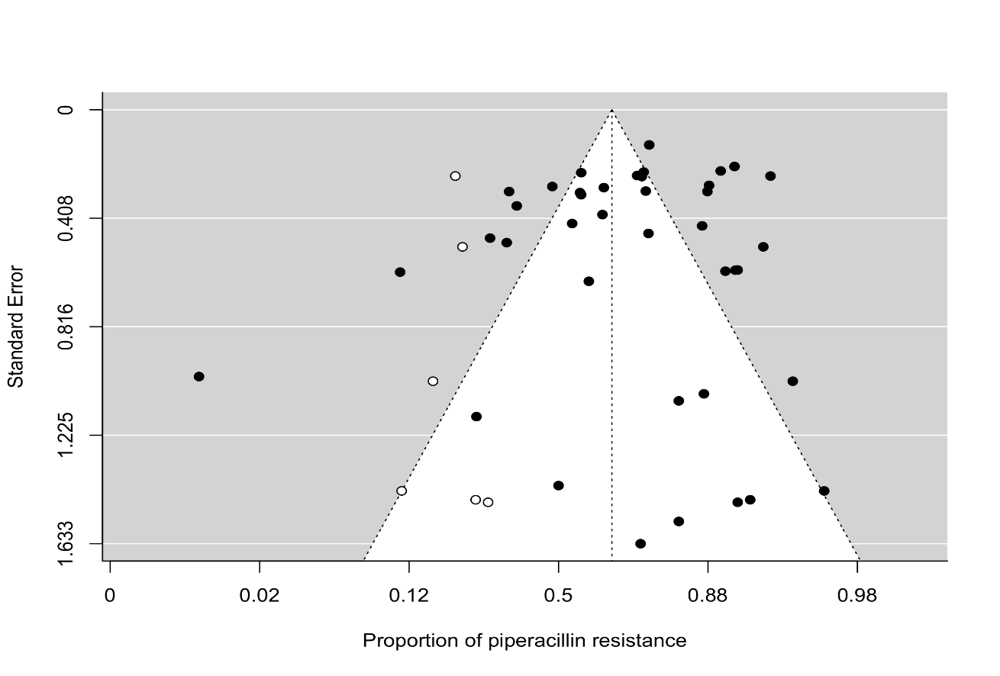 0
0.408
0.816
1.225
1.633
Standard Error
0 0.02 0.12 0.5 0.88 0.98
Proportion of piperacillin resistance